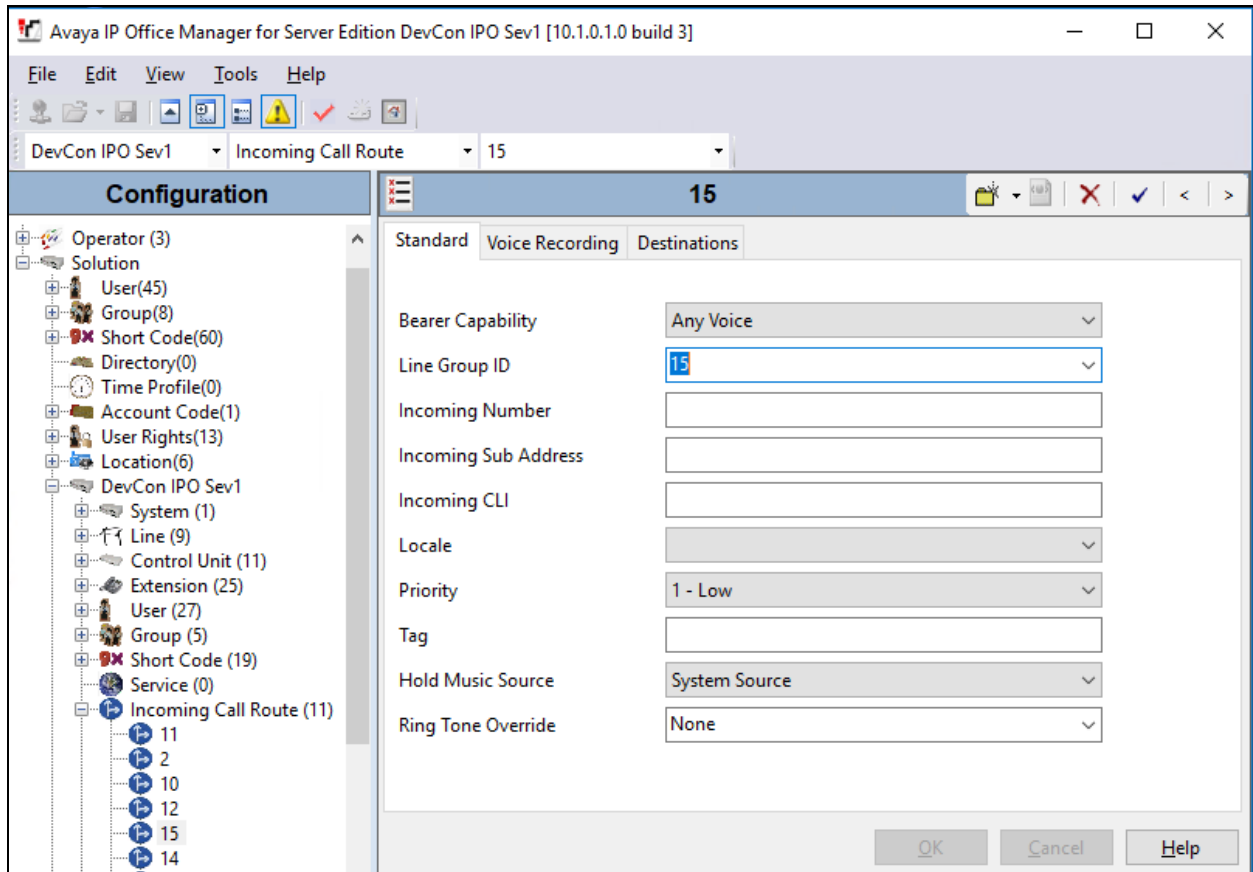 Avaya IP Office Manager for Server Edition DevCon IPO Sev1 [10.1.0.1.0 build 3]
File Edit View Tools Help
DevCon IPO Sev1 Incoming Call Route 15
Configuration
15
Operator (3)
Solution
User(45)
Group(8)
Short Code(60)
Directory(0)
Time Profile(0)
Account Code(1)
User Rights(13)
Location(6)
DevCon IPO Sev1
System (1)
Line (9)
Control Unit (11)
Extension (25)
User (27)
Group (5)
Short Code (19)
Service (0)
Incoming Call Route (11)
11
2
10
12
15
14
Standard Voice Recording Destinations
Bearer Capability Any Voice
Line Group ID 15
Incoming Number
Incoming Sub Address
Incoming CLI
Locale
Priority 1 - Low
Tag
Hold Music Source System Source
Ring Tone Override None
OK Cancel Help